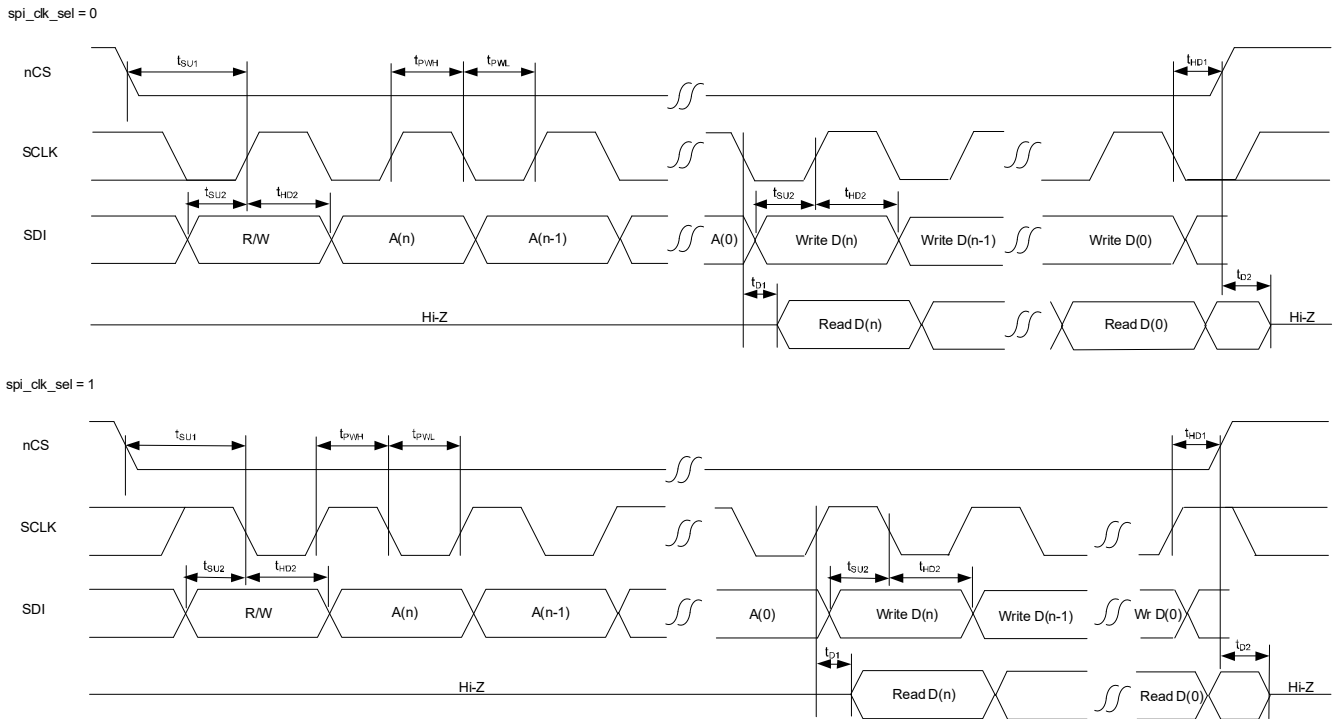 spi_clk_sel = 0
nCS
tSU1
tPWH
tPWL
tHD1
SCLK
tSU2
tHD2
tSU2
tHD2
SDI
R/W
A(n)
A(n-1)
A(0)
Write D(n)
Write D(n-1)
Write D(0)
tD1
tD2
Hi-Z
Read D(n)
Read D(0)
Hi-Z
spi_clk_sel = 1
nCS
tSU1
tPWH
tPWL
tHD1
SCLK
tSU2
tHD2
tSU2
tHD2
SDI
R/W
A(n)
A(n-1)
A(0)
Write D(n)
Write D(n-1)
Wr D(0)
tD1
tD2
Hi-Z
Read D(n)
Read D(0)
Hi-Z